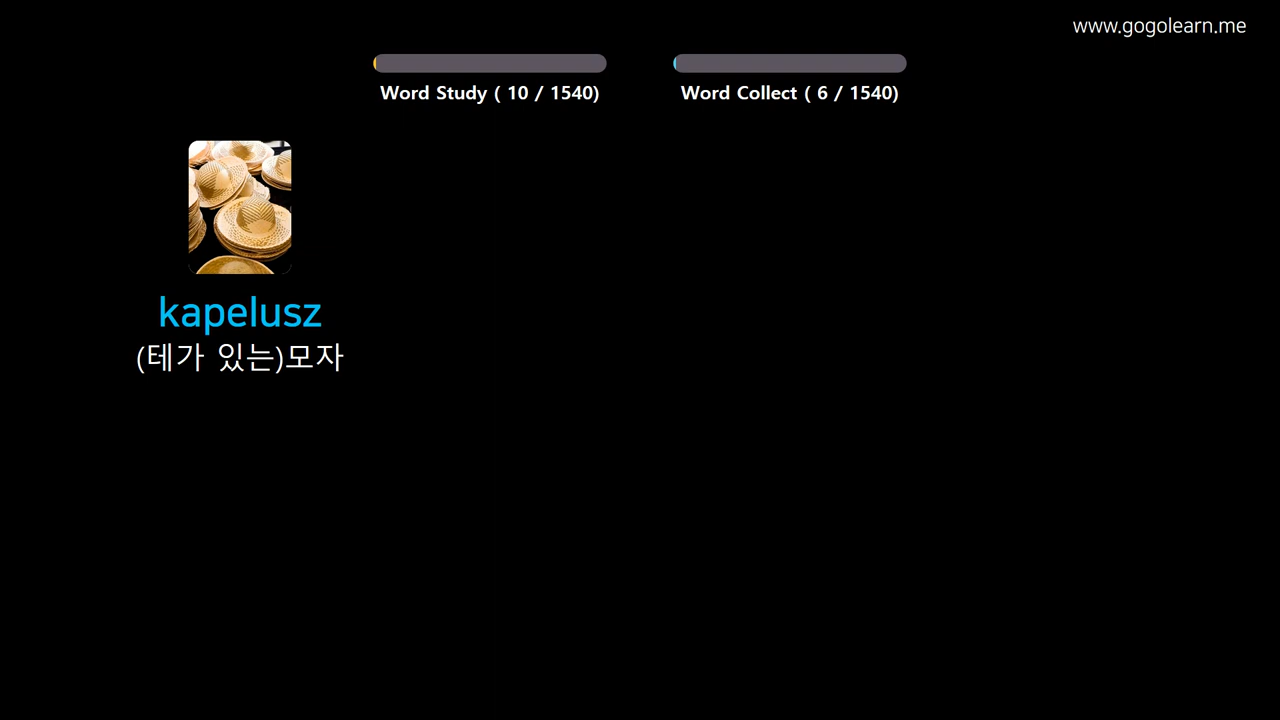 www.gogolearn.me
Word Study ( 10 / 1540)
Word Collect ( 6 / 1540)
kapelusz
(테가 있는)모자